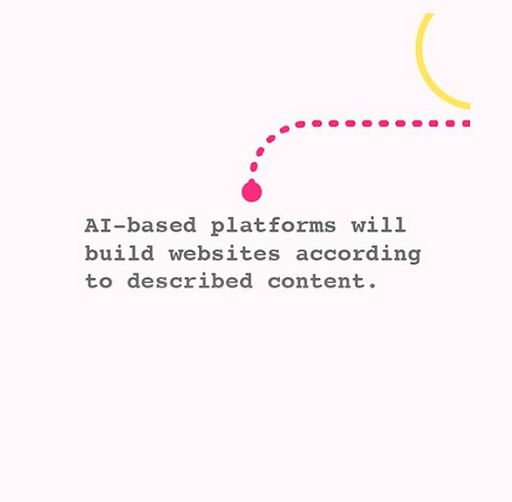 AI-based platforms will
build websites according
to described content.